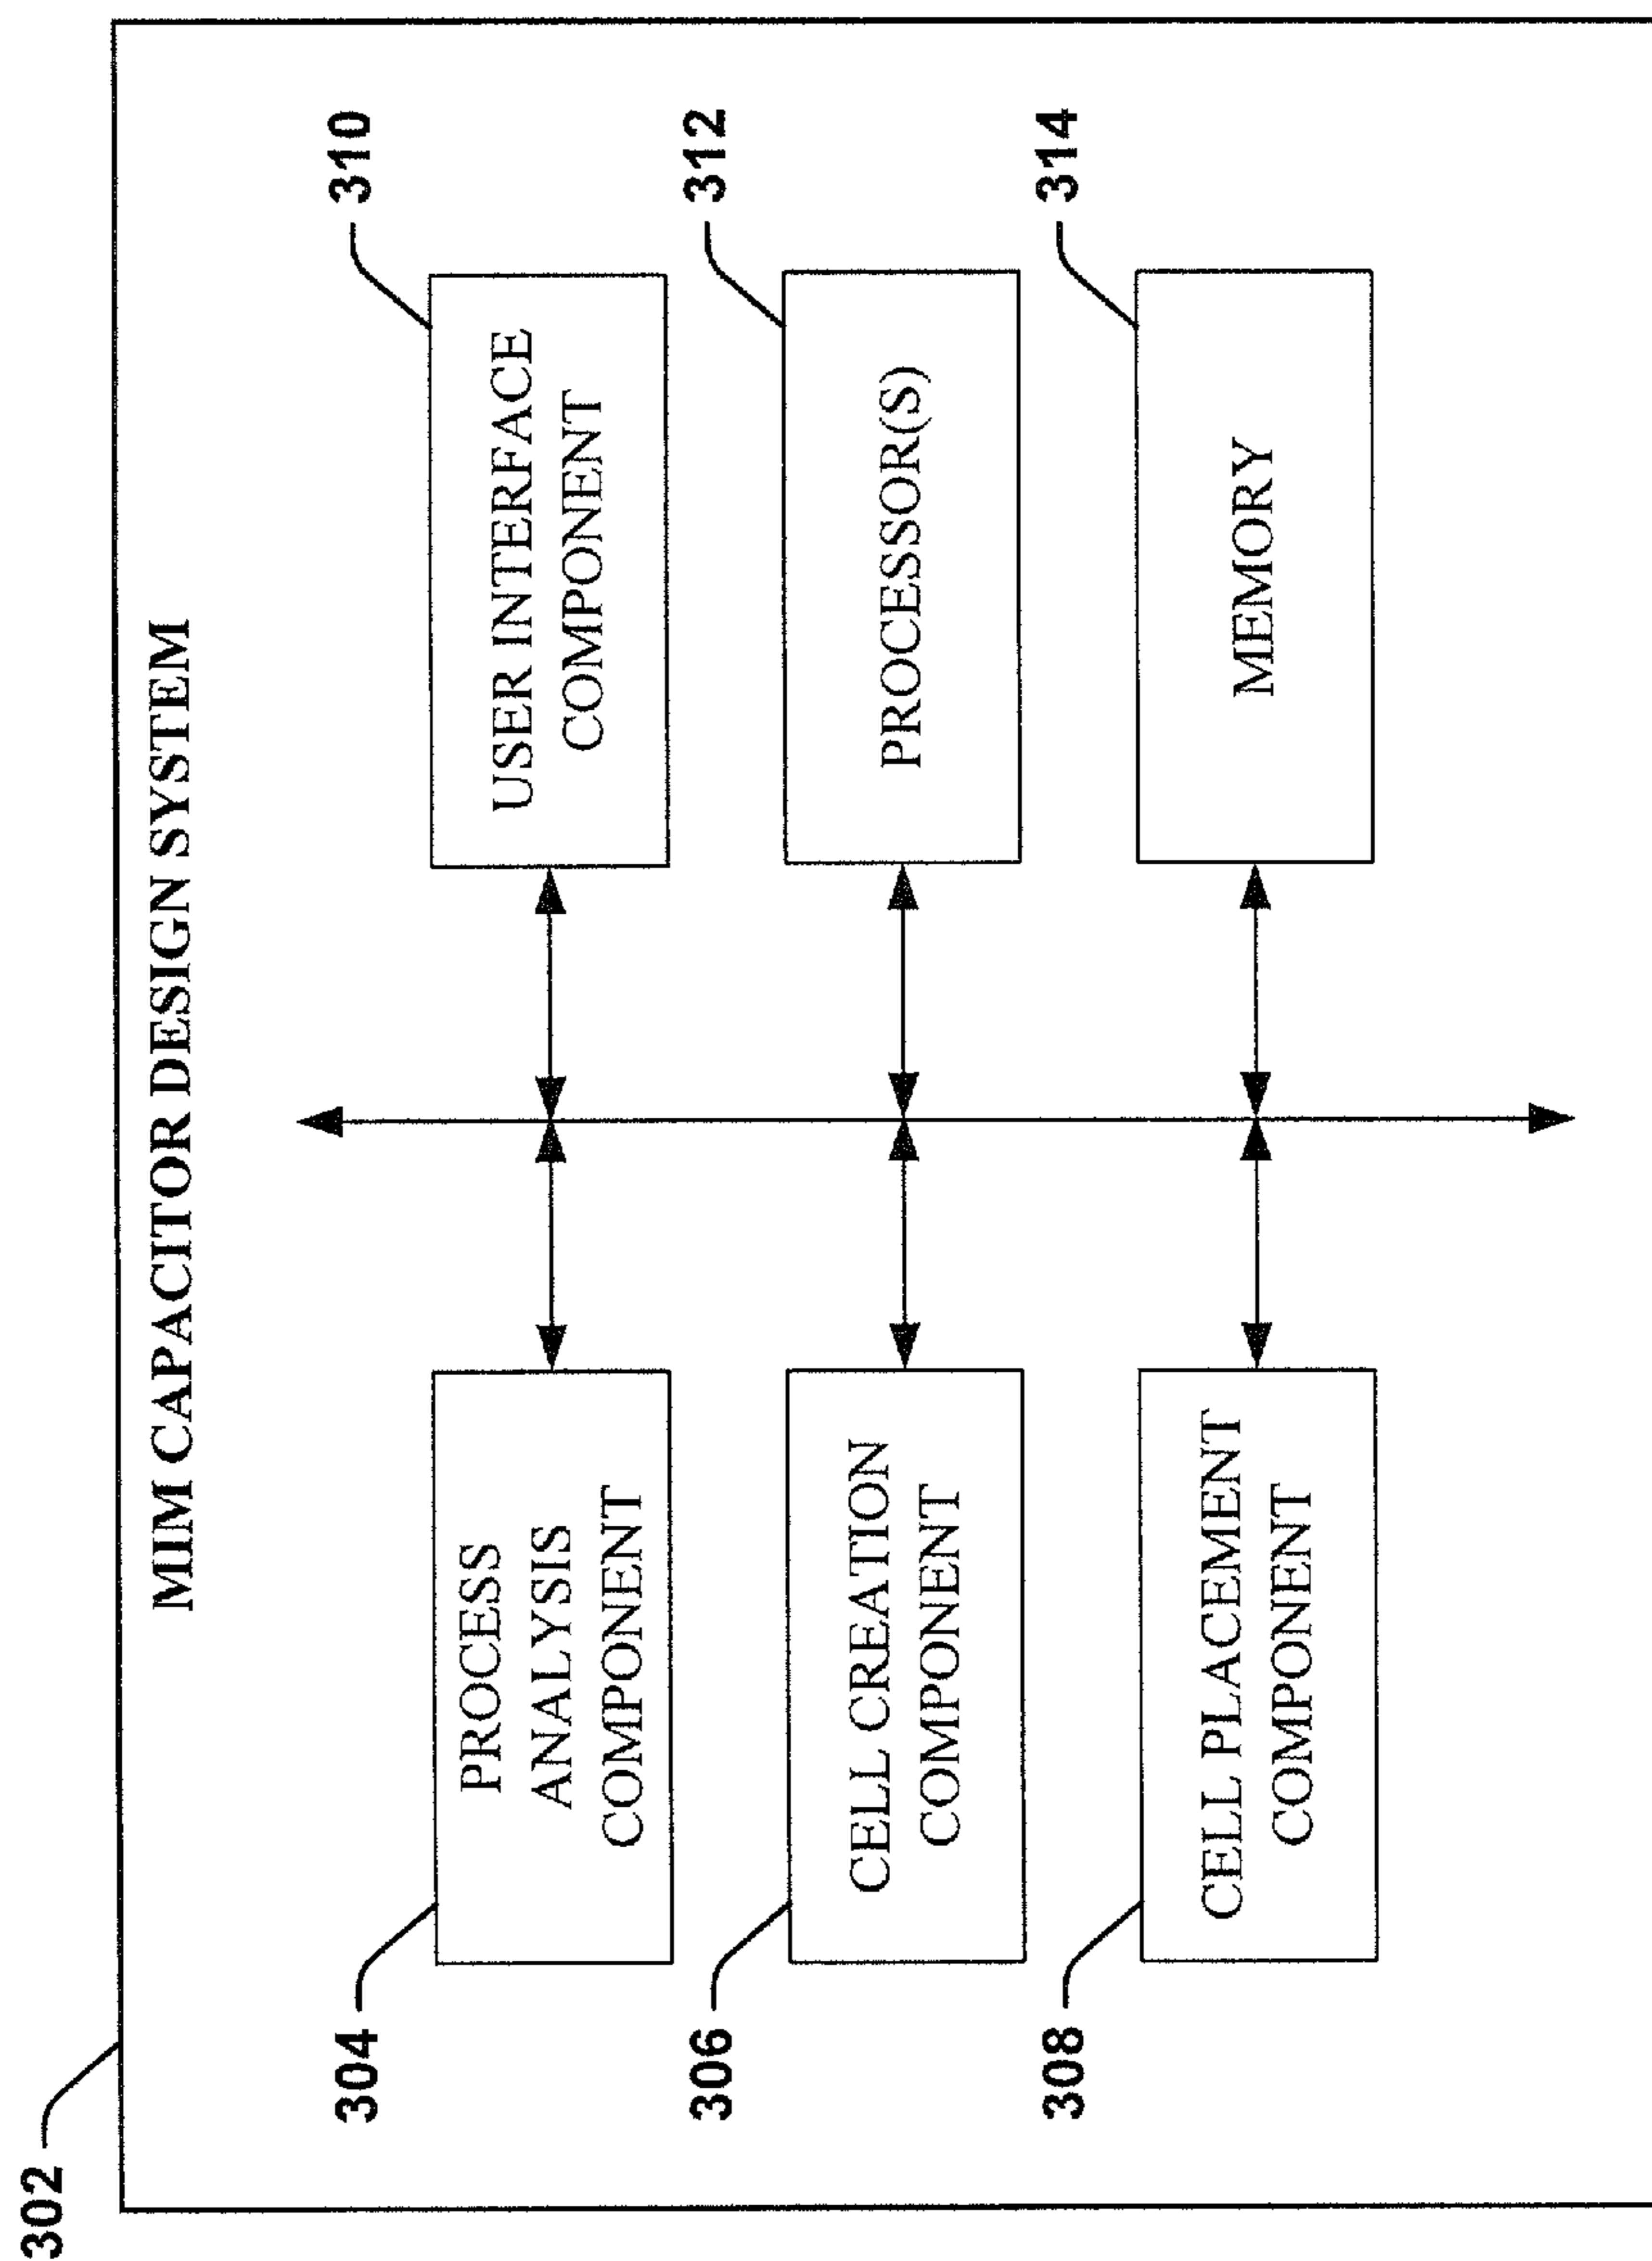 302
MIM CAPACITOR DESIGN SYSTEM
304
PROCESS
ANALYSIS
COMPONENT
310
USER INTERFACE
COMPONENT
306
CELL CREATION
COMPONENT
312
PROCESSOR(S)
308
CELL PLACEMENT
COMPONENT
314
MEMORY